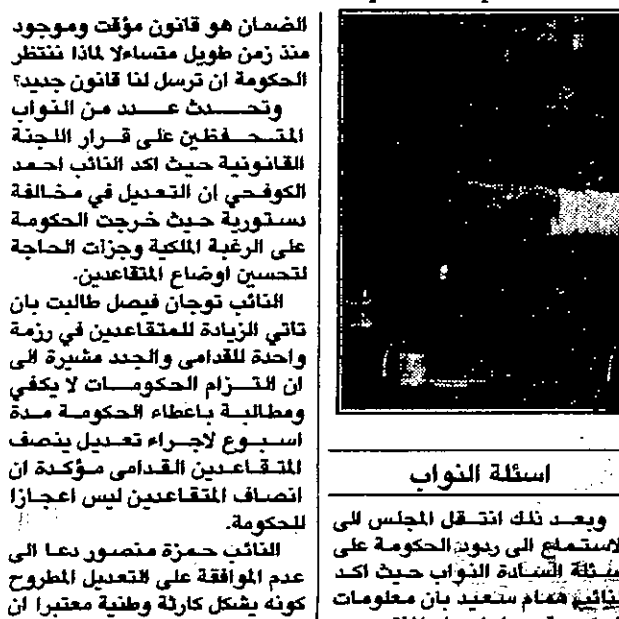 الضمان هو قانون مؤقت وموجود
منذ زمن طويل متساءلا لماذا ننتظر
الحكومة ان ترسل لنا قانون جديد؟
وتحدث عدد من النواب
المتحفظين على قرار اللجنة
القانونية حيث اكد النائب احمد
الكوفحي ان التعديل في مخالفة
دستورية حيث خرجت الحكومة
على الرغبة الملكية وجزأت الحاجة
لتحسين اوضاع المتقاعدين.
النائب توجان فيصل طالبت بان
تاتي الزيادة للمتقاعدين في رزمة
واحدة للقدامى والجدد مشيرة الى
ان التزام الحكومات لا يكفي
ومطالبة باعطاء الحكومة مدة
اسبوع لاجراء تعديل ينصف
المتقاعدين القدامى مؤكدة ان
انصاف المتقاعدين ليس اعجازا
للحكومة.
النائب حمزة منصور دعا الى
عدم الموافقة على التعديل المطروح
كونه يشكل كارثة وطنية معتبرا ان
اسئلة النواب
وبعد ذلك انتقل المجلس الى
الاستماع الى ردود الحكومة على
اسئلة السادة النواب حيث اكد
النائب همام سعيد بان معلومات